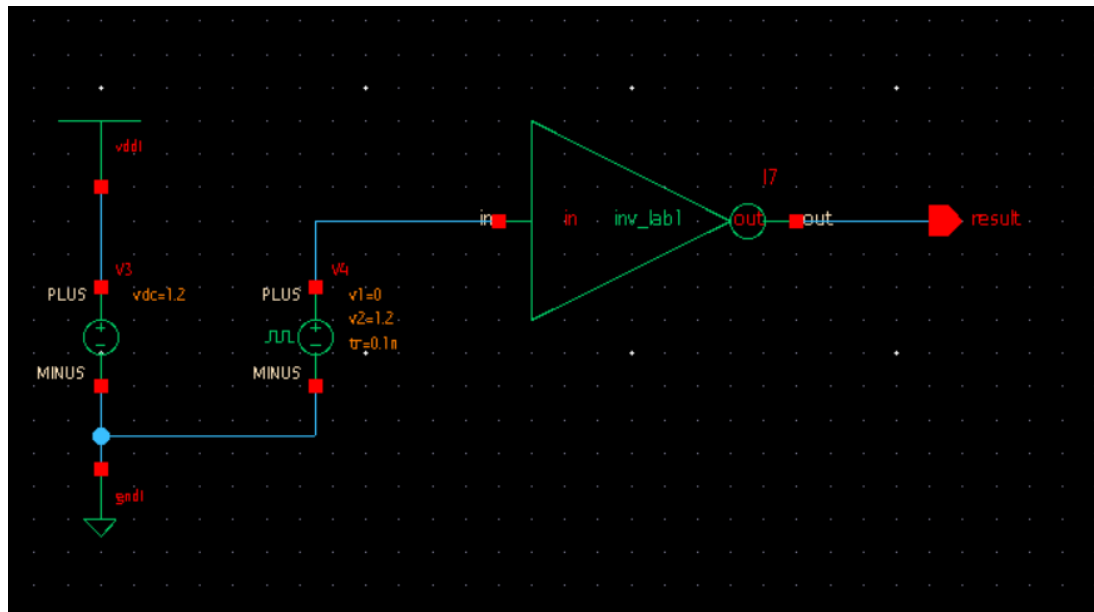 vdd!
V3
PLUS
vdc=1.2
MINUS
gnd!
V4
PLUS
v1=0
v2=1.2
tr=0.1n
MINUS
in
in
inv_lab1
out
I7
out
result